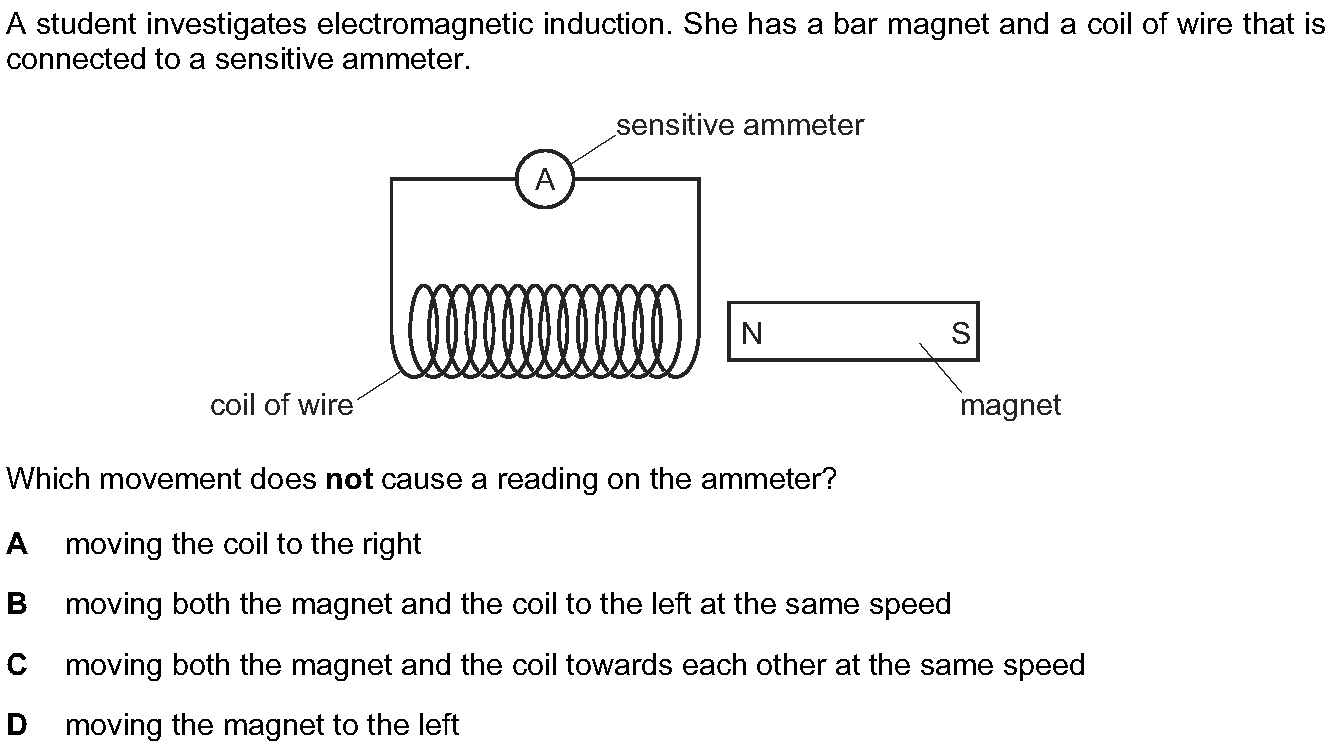 A student investigates electromagnetic induction. She has a bar magnet and a coil of wire that is
connected to a sensitive ammeter.
sensitive ammeter
A
N
S
coil of wire
magnet
Which movement does not cause a reading on the ammeter?
A moving the coil to the right
B moving both the magnet and the coil to the left at the same speed
C moving both the magnet and the coil towards each other at the same speed
D moving the magnet to the left